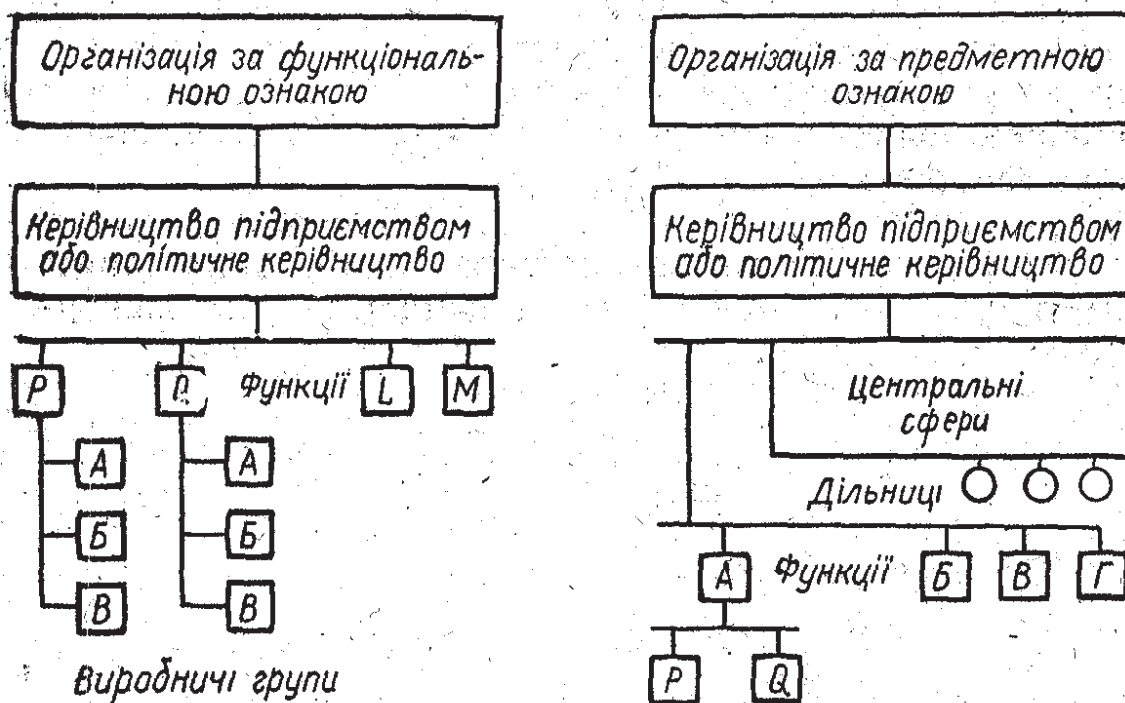 Організація за функціональ-
ною ознакою
Керівництво підприємством
або політичне керівництво
P
Функції
L
M
А
А
Б
Б
В
В
Виробничі групи
Організація за предметною
ознакою
Керівництво підприємством
або політичне керівництво
Центральні
сфери
Дільниці
А
Функції
Б
В
Г
P
Q